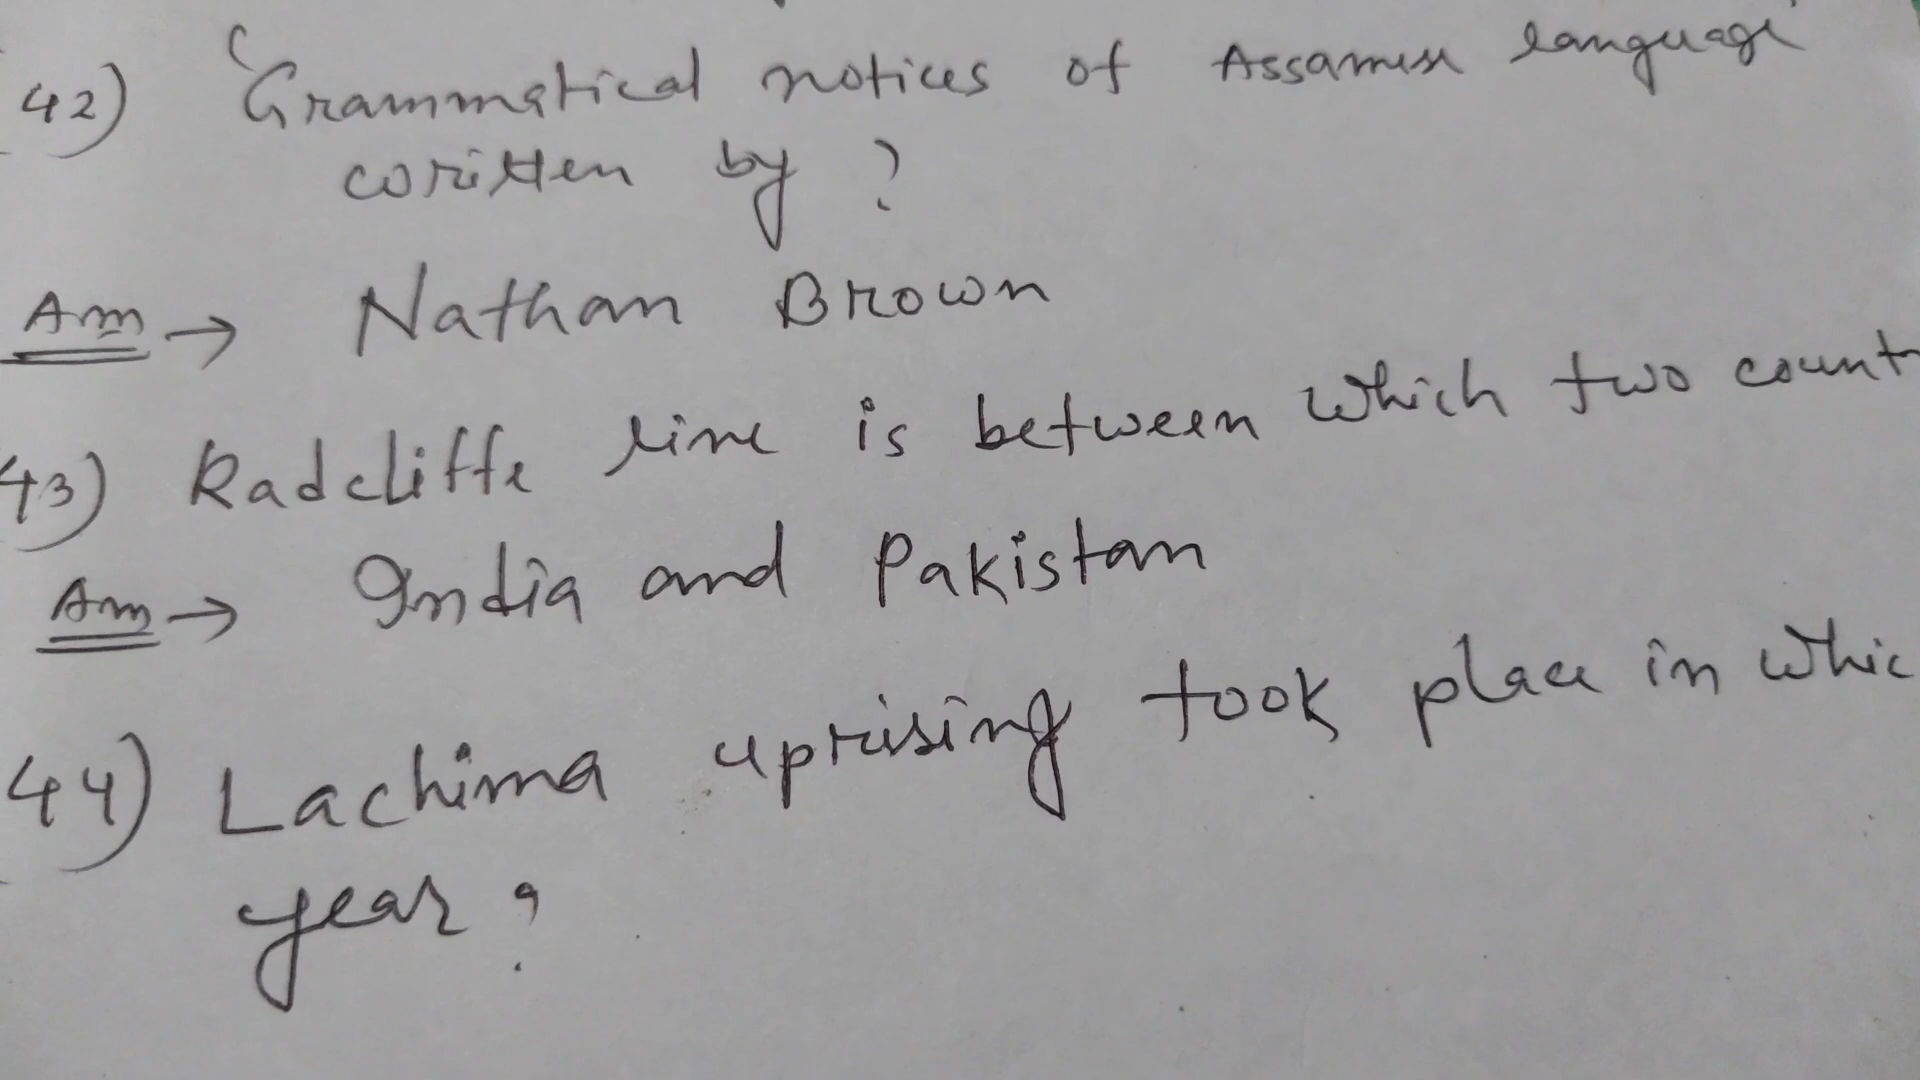 42) 'Grammatical notices of Assamese language'
written by ?
Ans → Nathan Brown
43) Radcliffe line is between which two count
Ans → India and Pakistan
44) Lachima uprising took place in whic
year ?